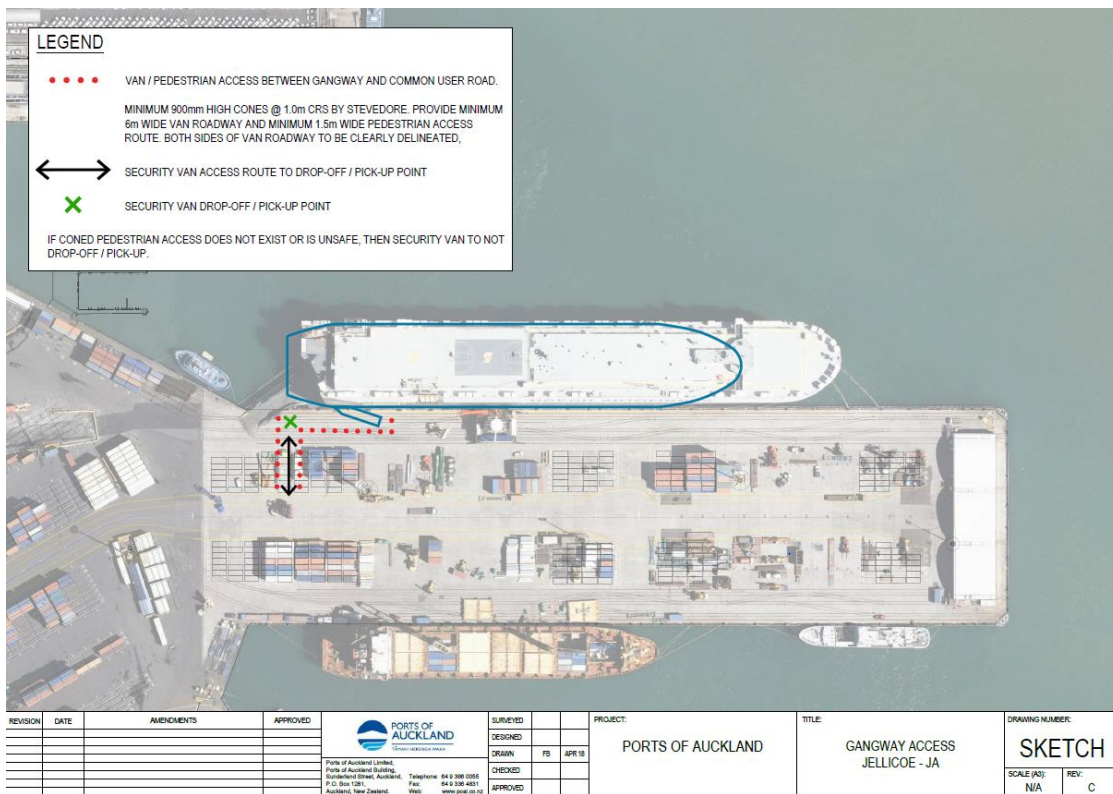 LEGEND
VAN / PEDESTRIAN ACCESS BETWEEN GANGWAY AND COMMON USER ROAD.
MINIMUM 900mm HIGH CONES @ 1.0m CRS BY STEVEDORE. PROVIDE MINIMUM
6m WIDE VAN ROADWAY AND MINIMUM 1.5m WIDE PEDESTRIAN ACCESS
ROUTE. BOTH SIDES OF VAN ROADWAY TO BE CLEARLY DELINEATED,
SECURITY VAN ACCESS ROUTE TO DROP-OFF / PICK-UP POINT
SECURITY VAN DROP-OFF / PICK-UP POINT
IF CONED PEDESTRIAN ACCESS DOES NOT EXIST OR IS UNSAFE, THEN SECURITY VAN TO NOT
DROP-OFF / PICK-UP.
REVISION DATE AMENDMENTS APPROVED
PORTS OF
AUCKLAND
Ports of Auckland Limited,
Ports of Auckland Building,
Sunderland Street, Auckland,
P.O. Box 1281,
Auckland, New Zealand.
Telephone: 64 9 366 0055
Fax: 64 9 336 4831
Web: www.poal.co.nz
SURVEYED
DESIGNED
DRAWN FB APR 18
CHECKED
APPROVED
PROJECT:
PORTS OF AUCKLAND
TITLE:
GANGWAY ACCESS
JELLICOE - JA
DRAWING NUMBER:
SKETCH
SCALE (A3): REV:
N/A C